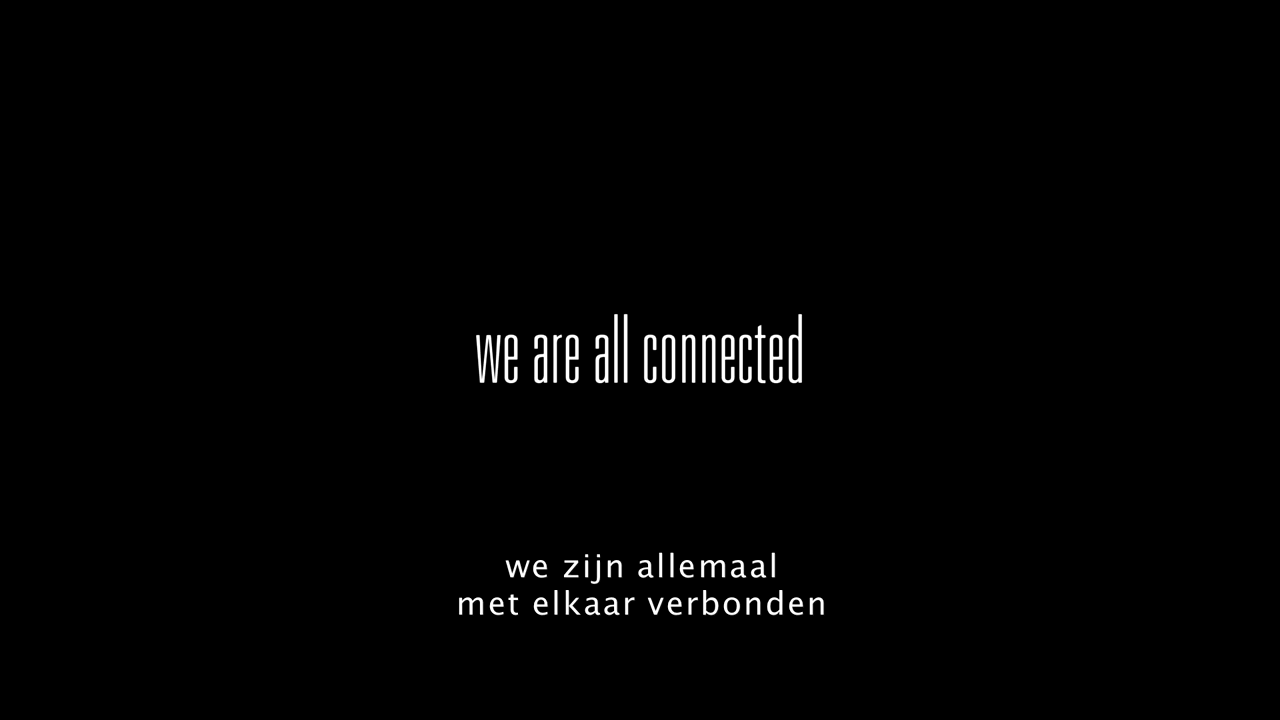 we are all connected
we zijn allemaal
met elkaar verbonden